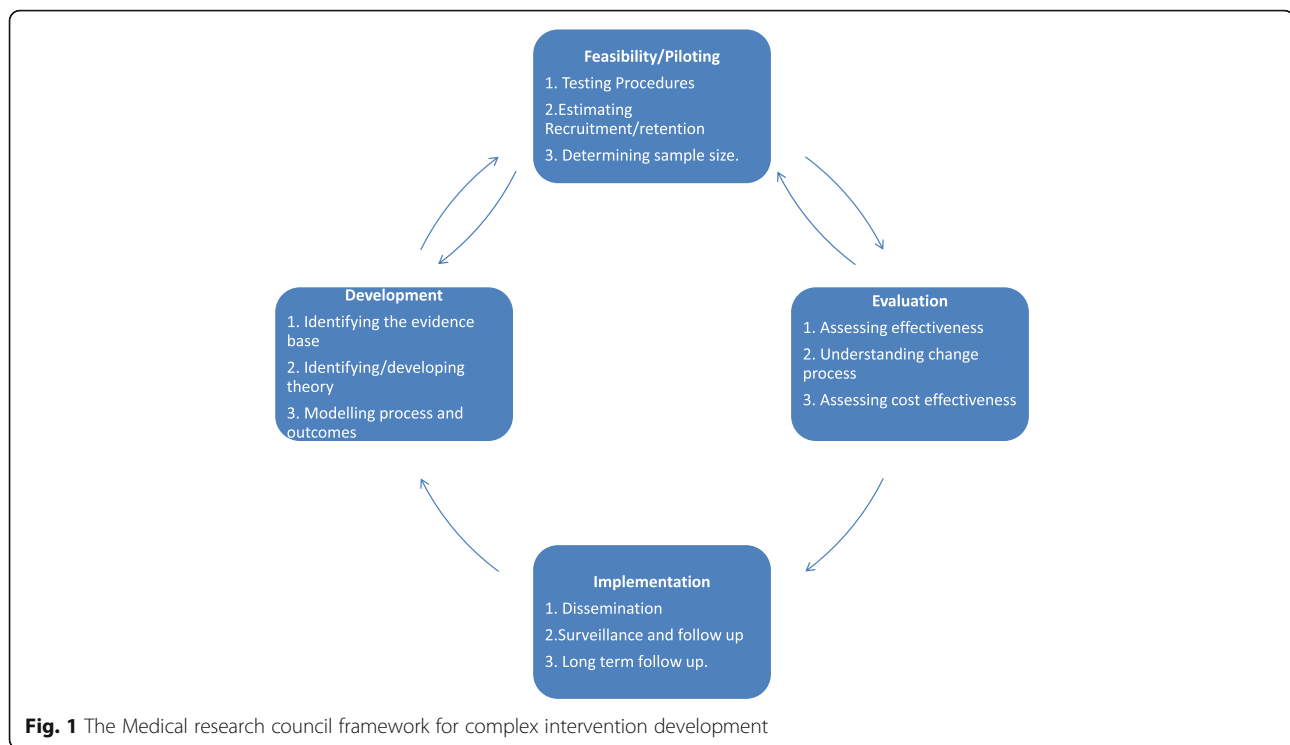 Feasibility/Piloting
1. Testing Procedures
2.Estimating
Recruitment/retention
3. Determining sample size.
Development
1. Identifying the evidence
base
2. Identifying/developing
theory
3. Modelling process and
outcomes
Evaluation
1. Assessing effectiveness
2. Understanding change
process
3. Assessing cost effectiveness
Implementation
1. Dissemination
2.Surveillance and follow up
3. Long term follow up.
Fig. 1 The Medical research council framework for complex intervention development